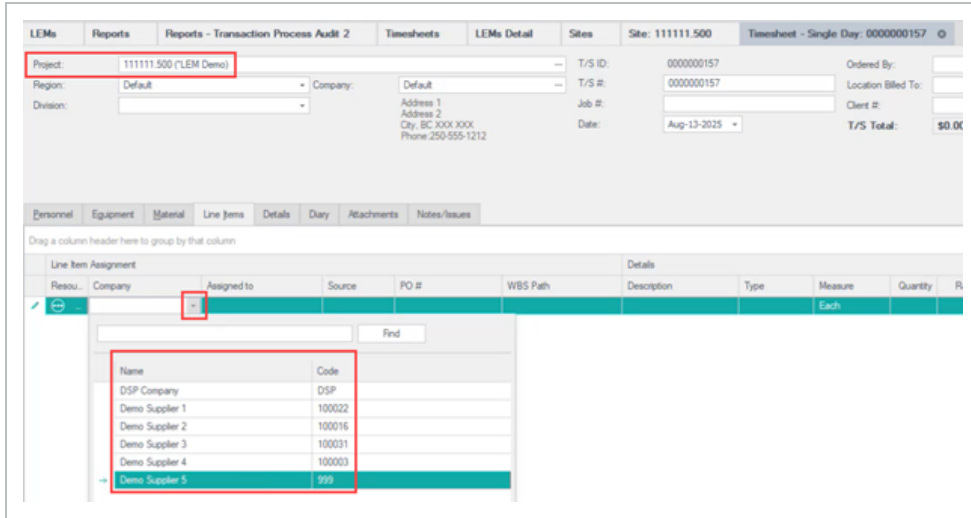 LEMs Reports Reports - Transaction Process Audit 2 Timesheets LEMs Detail Sites Site: 111111.500 Timesheet - Single Day: 0000000157
Project: 111111.500 ("LEM Demo) ... T/S ID: 0000000157 Ordered By:
Region: Default Company: Default ... T/S #: 0000000157 Location Billed To:
Division: Address 1 Job #: Client #:
Address 2
City, BC XXX XXX Date: Aug-13-2025 T/S Total: $0.00
Phone:250-555-1212
Personnel Equipment Material Line Items Details Diary Attachments Notes/Issues
Drag a column header here to group by that column
Line Item Assignment Details
Resou... Company Assigned to Source PO # WBS Path Description Type Measure Quantity
... Each
Find
Name Code
DSP Company DSP
Demo Supplier 1 100022
Demo Supplier 2 100016
Demo Supplier 3 100031
Demo Supplier 4 100003
Demo Supplier 5 999